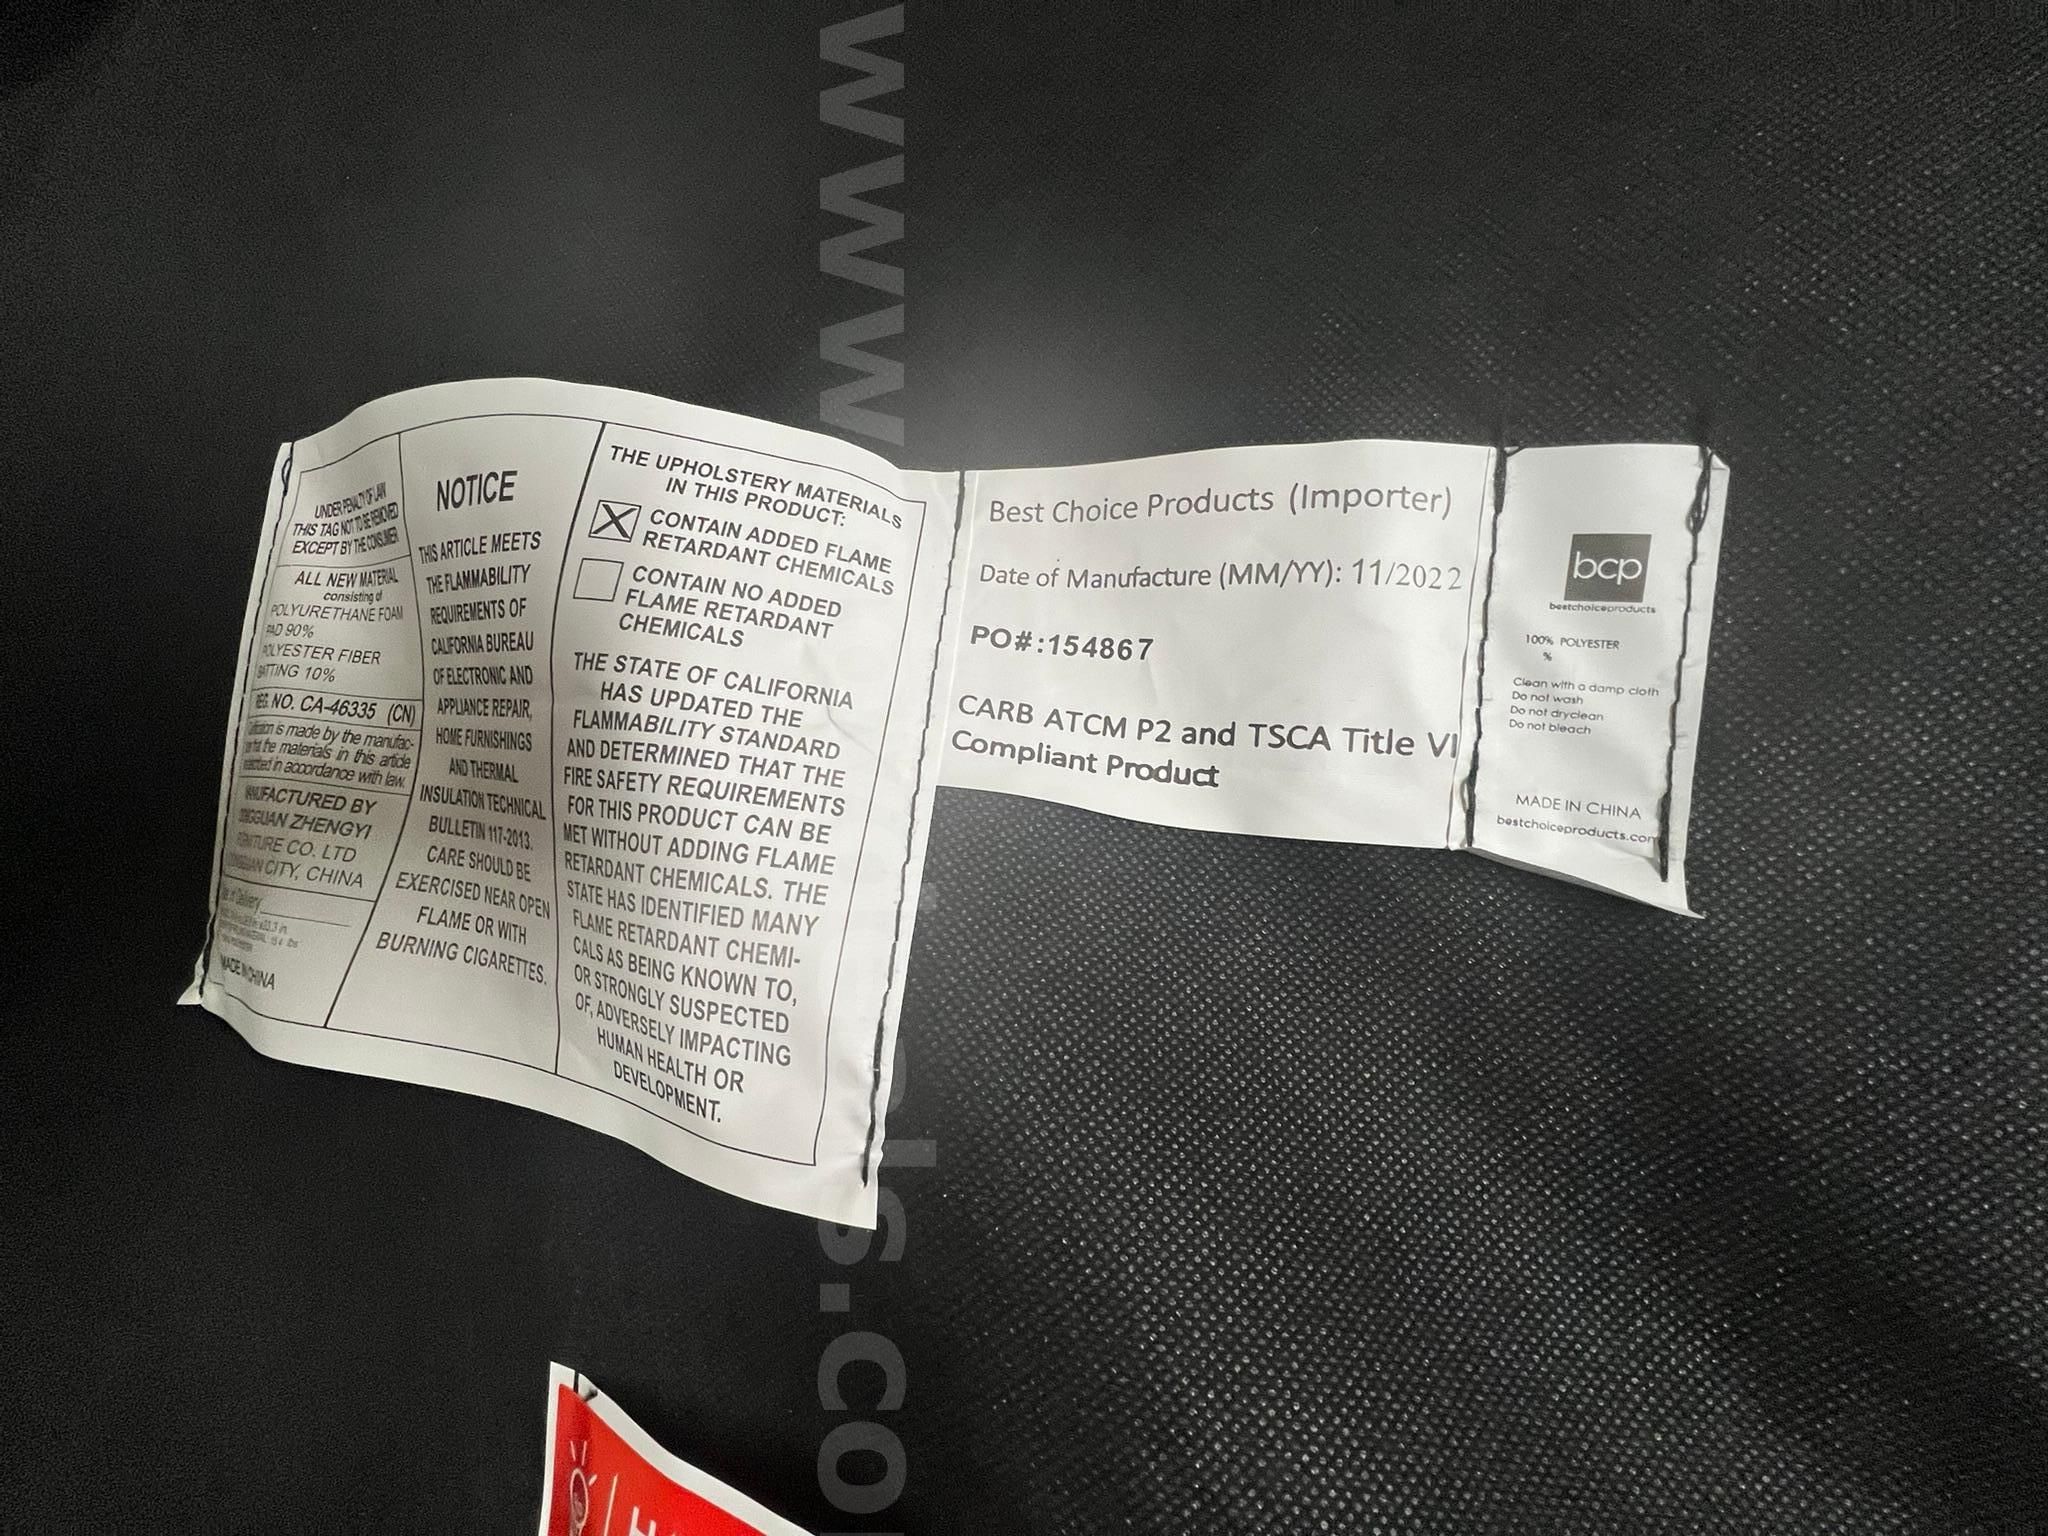 UNDER PENALTY OF LAW
THIS TAG NOT TO BE REMOVED
EXCEPT BY THE CONSUMER
ALL NEW MATERIAL
consisting of
POLYURETHANE FOAM
PAD 90%
POLYESTER FIBER
BATTING 10%
REG. NO. CA-46335 (CN)
is made by the manufac-
the materials in this article
in accordance with law.
MANUFACTURED BY
DONGGUAN ZHENGYI
FURNITURE CO. LTD
DONGGUAN CITY, CHINA
of Delivery
MADE IN CHINA
NOTICE
THIS ARTICLE MEETS
THE FLAMMABILITY
REQUIREMENTS OF
CALIFORNIA BUREAU
OF ELECTRONIC AND
APPLIANCE REPAIR,
HOME FURNISHINGS
AND THERMAL
INSULATION TECHNICAL
BULLETIN 117-2013.
CARE SHOULD BE
EXERCISED NEAR OPEN
FLAME OR WITH
BURNING CIGARETTES.
THE UPHOLSTERY MATERIALS
IN THIS PRODUCT:
CONTAIN ADDED FLAME
RETARDANT CHEMICALS
CONTAIN NO ADDED
FLAME RETARDANT
CHEMICALS
THE STATE OF CALIFORNIA
HAS UPDATED THE
FLAMMABILITY STANDARD
AND DETERMINED THAT THE
FIRE SAFETY REQUIREMENTS
FOR THIS PRODUCT CAN BE
MET WITHOUT ADDING FLAME
RETARDANT CHEMICALS. THE
STATE HAS IDENTIFIED MANY
FLAME RETARDANT CHEMI-
CALS AS BEING KNOWN TO,
OR STRONGLY SUSPECTED
OF, ADVERSELY IMPACTING
HUMAN HEALTH OR
DEVELOPMENT.
Best Choice Products (Importer)
Date of Manufacture (MM/YY): 11/2022
PO#:154867
CARB ATCM P2 and TSCA Title VI
Compliant Product
bcp
bestchoiceproducts
100% POLYESTER
%
Clean with a damp cloth
Do not wash
Do not dryclean
Do not bleach
MADE IN CHINA
bestchoiceproducts.com